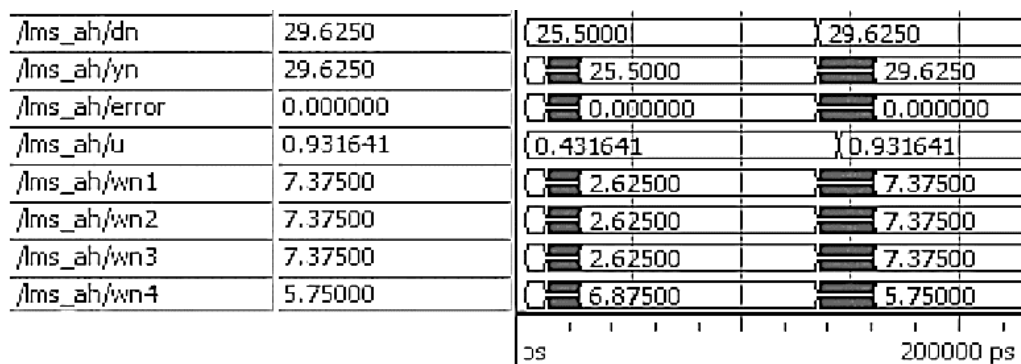 /lms_ah/dn 29.6250 25.5000 29.6250
/lms_ah/yn 29.6250 25.5000 29.6250
/lms_ah/error 0.000000 0.000000 0.000000
/lms_ah/u 0.931641 0.431641 0.931641
/lms_ah/wn1 7.37500 2.62500 7.37500
/lms_ah/wn2 7.37500 2.62500 7.37500
/lms_ah/wn3 7.37500 2.62500 7.37500
/lms_ah/wn4 5.75000 6.87500 5.75000
ps 200000 ps